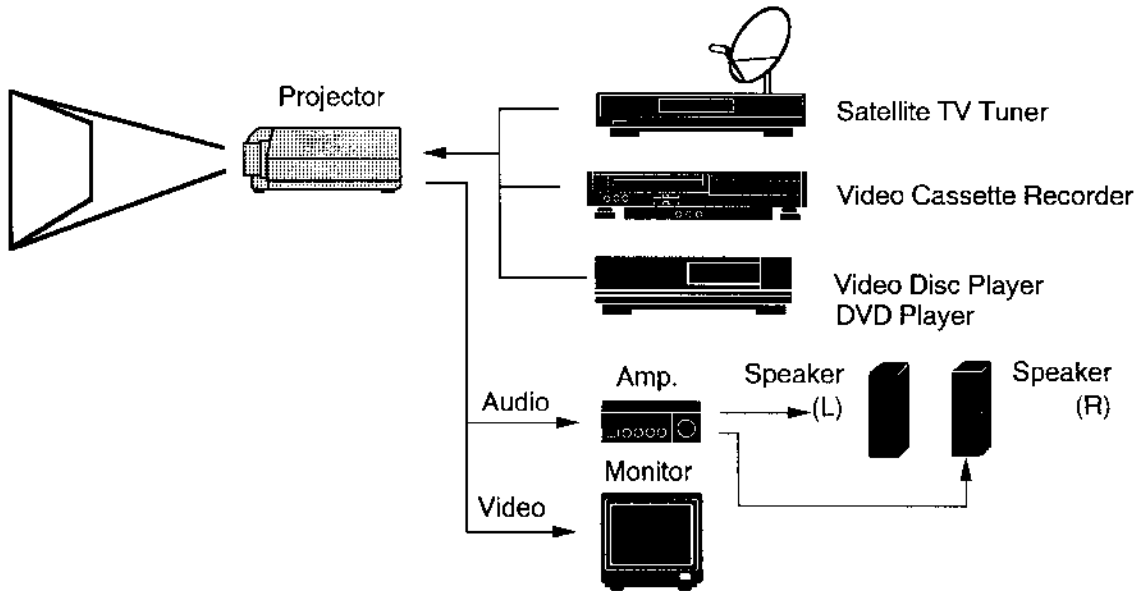 Projector
Satellite TV Tuner
Video Cassette Recorder
Video Disc Player
DVD Player
Audio
Amp.
Speaker
(L)
Speaker
(R)
Video
Monitor